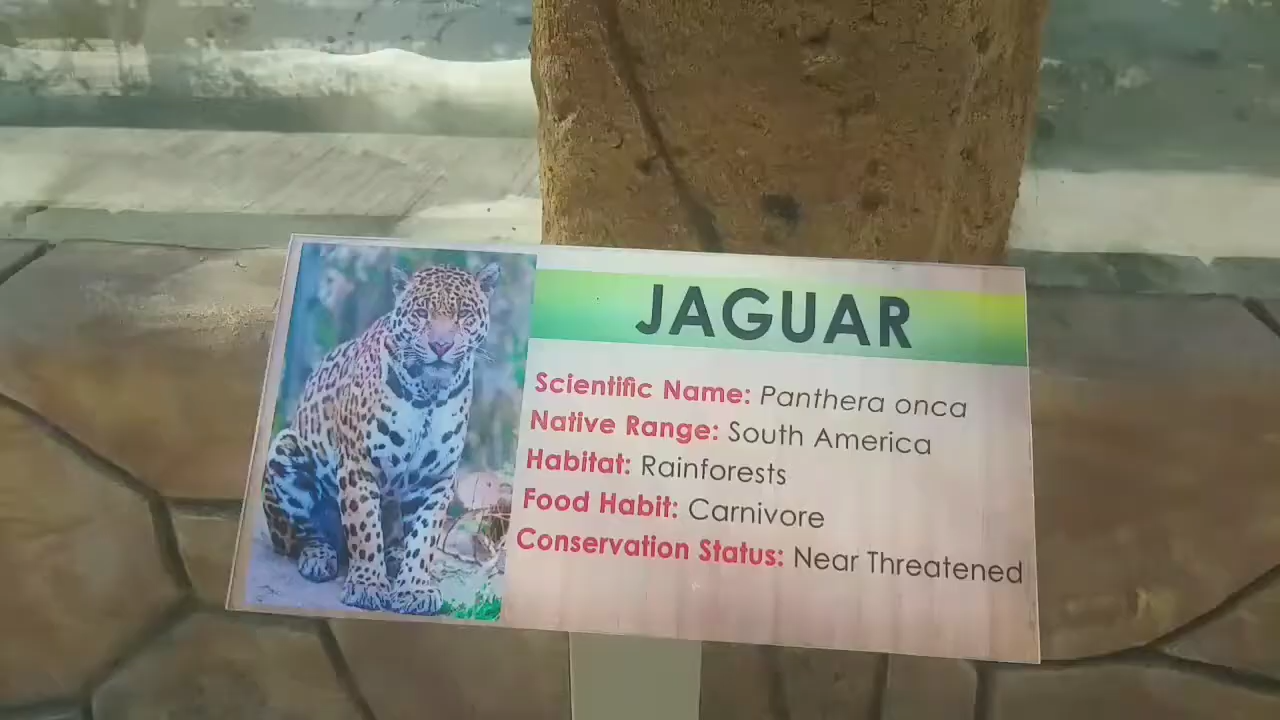 JAGUAR
Scientific Name: Panthera onca
Native Range: South America
Habitat: Rainforests
Food Habit: Carnivore
Conservation Status: Near Threatened